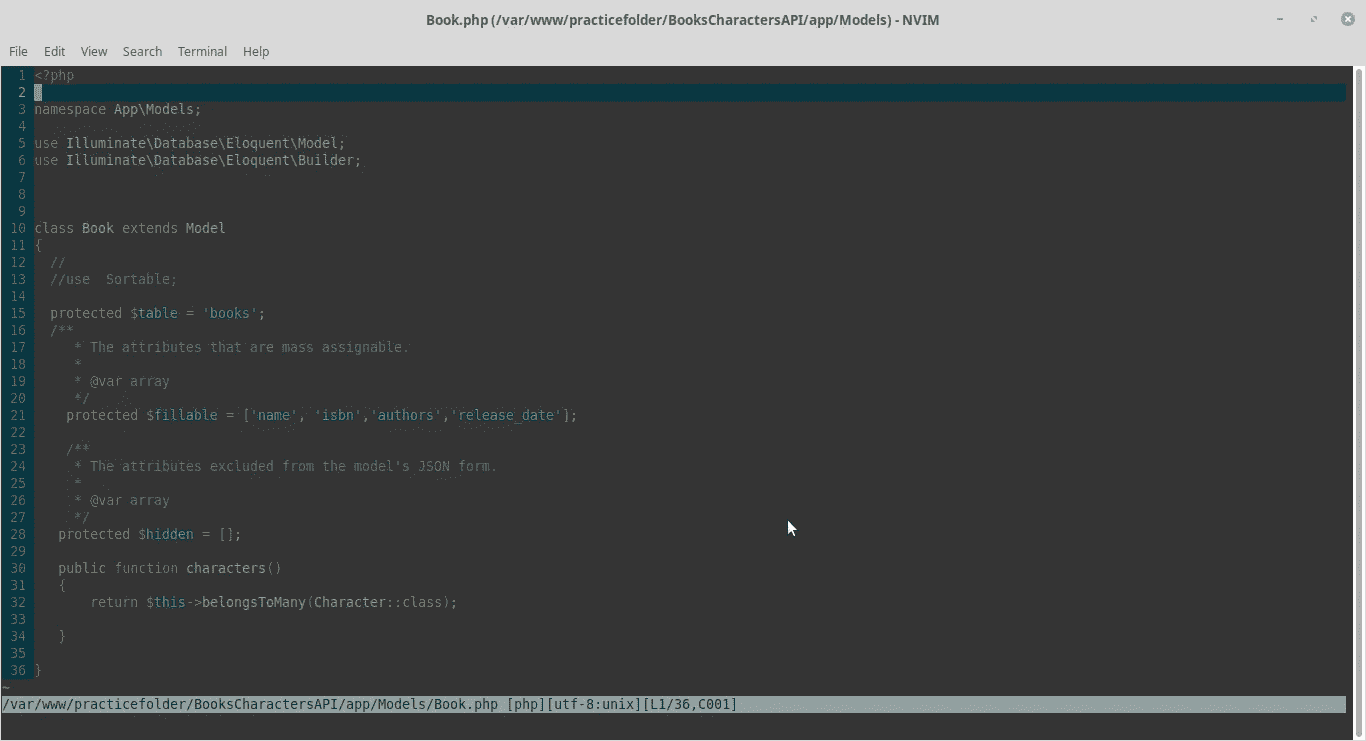 Book.php (/var/www/practicefolder/BooksCharactersAPI/app/Models) - NVIM
File Edit View Search Terminal Help
1 <?php
2
3 namespace App\Models;
4
5 use Illuminate\Database\Eloquent\Model;
6 use Illuminate\Database\Eloquent\Builder;
7
8
9
10 class Book extends Model
11 {
12   //
13   //use  Sortable;
14
15   protected $table = 'books';
16   /**
17      * The attributes that are mass assignable.
18      *
19      * @var array
20      */
21     protected $fillable = ['name', 'isbn','authors','release_date'];
22
23     /**
24      * The attributes excluded from the model's JSON form.
25      *
26      * @var array
27      */
28    protected $hidden = [];
29
30    public function characters()
31    {
32        return $this->belongsToMany(Character::class);
33
34    }
35
36 }
~
/var/www/practicefolder/BooksCharactersAPI/app/Models/Book.php [php][utf-8:unix][L1/36,C001]